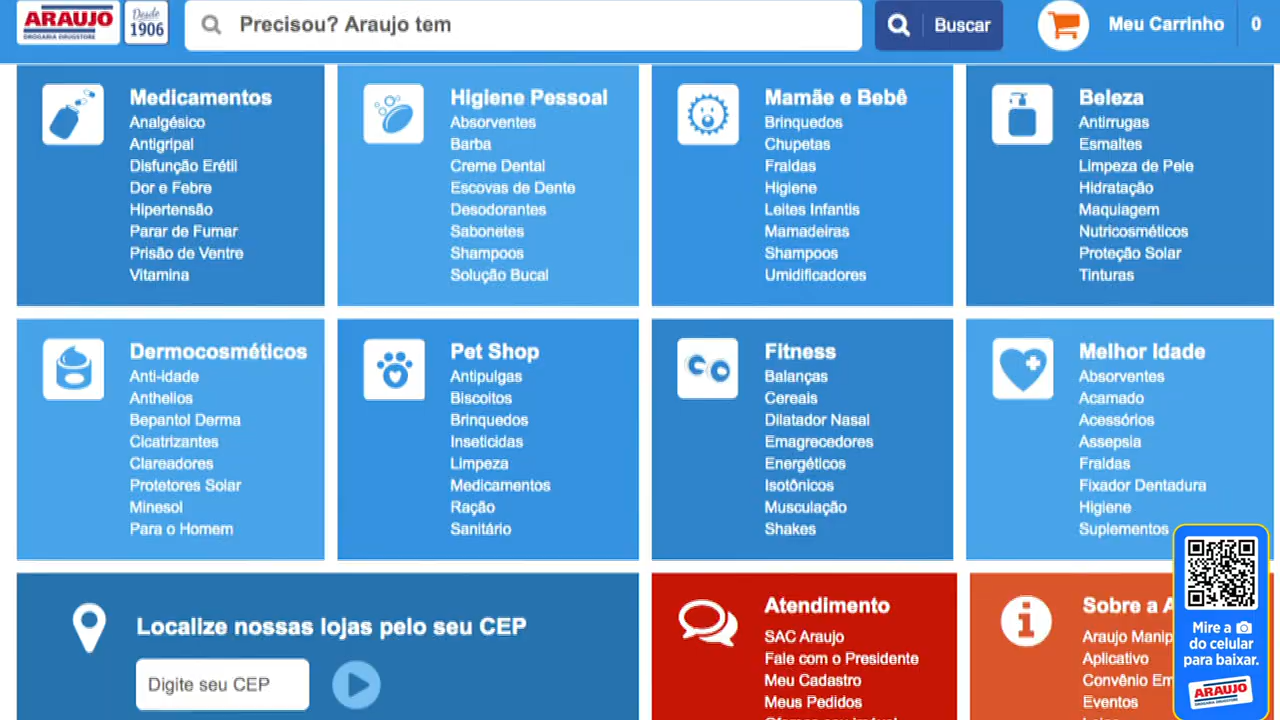 ARAUJO
DROGARIA DRUGSTORE
Desde
1906
Precisou? Araujo tem
Buscar
Meu Carrinho
0
Medicamentos
Analgésico
Antigripal
Disfunção Erétil
Dor e Febre
Hipertensão
Parar de Fumar
Prisão de Ventre
Vitamina
Higiene Pessoal
Absorventes
Barba
Creme Dental
Escovas de Dente
Desodorantes
Sabonetes
Shampoos
Solução Bucal
Mamãe e Bebê
Brinquedos
Chupetas
Fraldas
Higiene
Leites Infantis
Mamadeiras
Shampoos
Umidificadores
Beleza
Antirrugas
Esmaltes
Limpeza de Pele
Hidratação
Maquiagem
Nutricosméticos
Proteção Solar
Tinturas
Dermocosméticos
Anti-idade
Anthelios
Bepantol Derma
Cicatrizantes
Clareadores
Protetores Solar
Minesol
Para o Homem
Pet Shop
Antipulgas
Biscoitos
Brinquedos
Inseticidas
Limpeza
Medicamentos
Ração
Sanitário
Fitness
Balanças
Cereais
Dilatador Nasal
Emagrecedores
Energéticos
Isotônicos
Musculação
Shakes
Melhor Idade
Absorventes
Acamado
Acessórios
Assepsia
Fraldas
Fixador Dentadura
Higiene
Suplementos
Localize nossas lojas pelo seu CEP
Digite seu CEP
Atendimento
SAC Araujo
Fale com o Presidente
Meu Cadastro
Meus Pedidos
Sobre a A
Araujo Manip
Aplicativo
Convênio Em
Eventos
Mire a
do celular
para baixar.
ARAUJO
DROGARIA DRUGSTORE